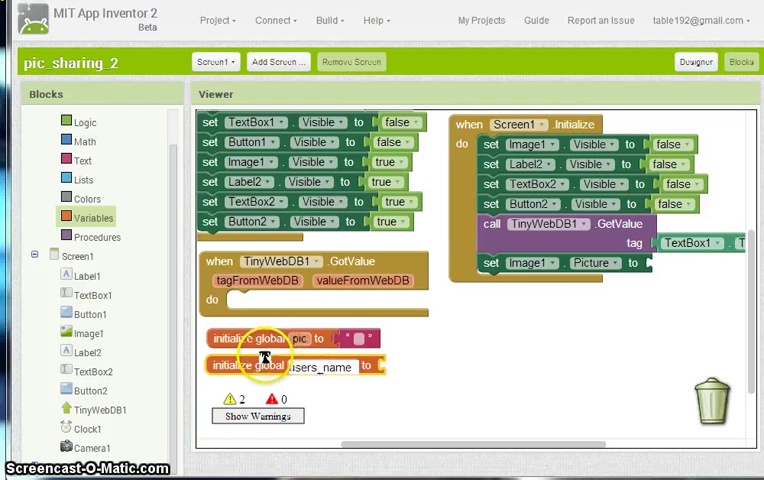 MIT App Inventor 2
Beta
Project Connect Build Help My Projects Guide Report an Issue table192@gmail.com
pic_sharing_2 Screen1 Add Screen ... Remove Screen Designer Blocks
Blocks
Logic
Math
Text
Lists
Colors
Variables
Procedures
Screen1
Label1
TextBox1
Button1
Image1
Label2
TextBox2
Button2
TinyWebDB1
Clock1
Camera1
Viewer
set TextBox1 . Visible to false
set Button1 . Visible to false
set Image1 . Visible to true
set Label2 . Visible to true
set TextBox2 . Visible to true
set Button2 . Visible to true
when TinyWebDB1 .GotValue
tagFromWebDB valueFromWebDB
do
initialize global pic to " "
initialize global users_name to
2 0
Show Warnings
when Screen1 .Initialize
do set Image1 . Visible to false
set Label2 . Visible to false
set TextBox2 . Visible to false
set Button2 . Visible to false
call TinyWebDB1 .GetValue
tag TextBox1 . T
set Image1 . Picture to
Screencast-O-Matic.com